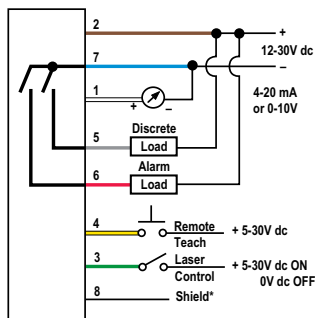 2
+
12-30V dc
7
–
1
+
–
4-20 mA
or 0-10V
Discrete
5
Load
Alarm
6
Load
4
Remote
Teach
+ 5-30V dc
3
Laser
Control
+ 5-30V dc ON
0V dc OFF
8
Shield*